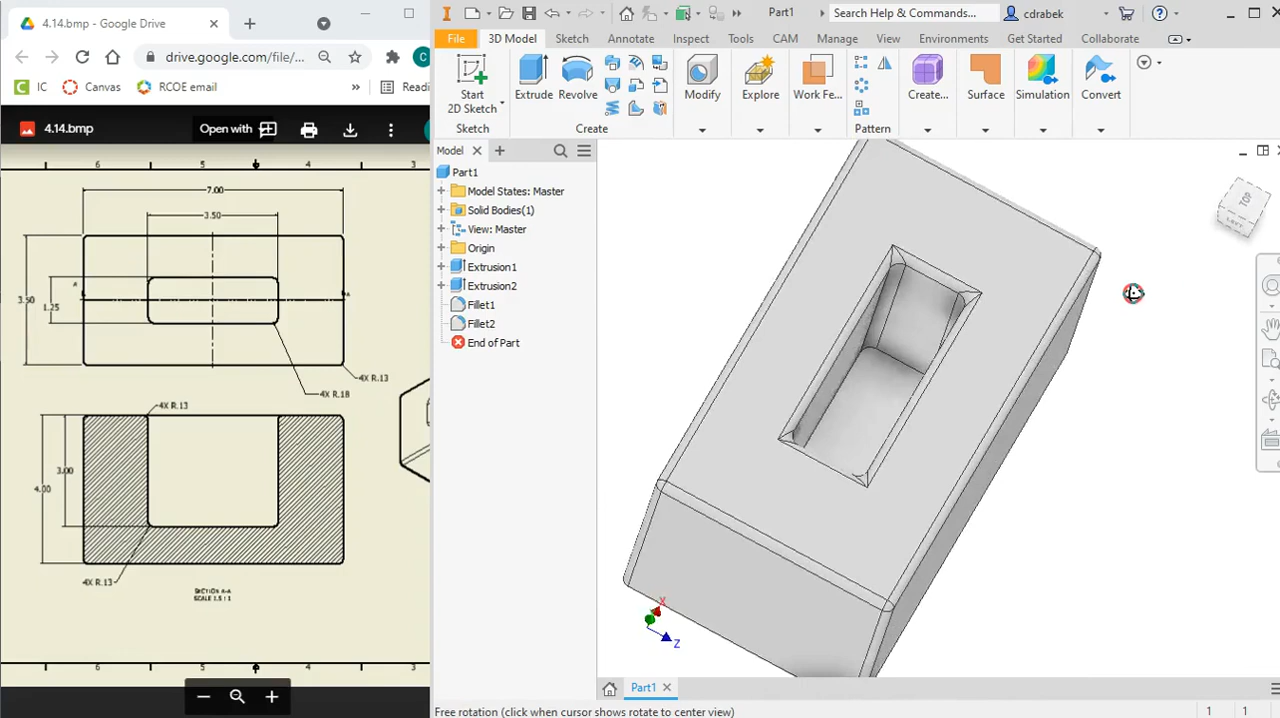 4.14.bmp - Google Drive
drive.google.com/file/...
IC
Canvas
RCOE email
»
Readi
4.14.bmp
Open with
6
5
4
3
7.00
3.50
3.50
1.25
A
A
4X R.13
4X R.18
4X R.13
3.00
4.00
4X R.13
SECTION A-A
SCALE 1.5 : 1
6
5
4
3
Part1
Search Help & Commands...
cdrabek
File
3D Model
Sketch
Annotate
Inspect
Tools
CAM
Manage
View
Environments
Get Started
Collaborate
Start
2D Sketch
Extrude
Revolve
Modify
Explore
Work Fe...
Create...
Surface
Simulation
Convert
Sketch
Create
Pattern
Model
Part1
Model States: Master
Solid Bodies(1)
View: Master
Origin
Extrusion1
Extrusion2
Fillet1
Fillet2
End of Part
TOP
LEFT
X
Z
Part1
Free rotation (click when cursor shows rotate to center view)
1
1